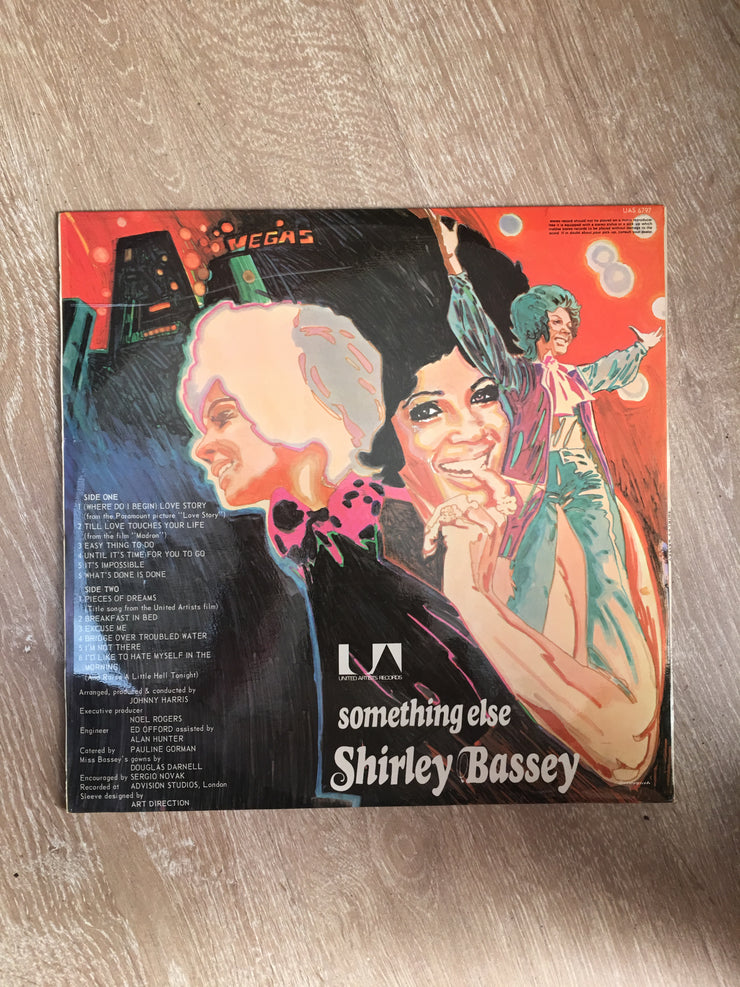 VEGAS
UAS 6797
SIDE ONE
1 (WHERE DO I BEGIN) LOVE STORY
(from the Paramount picture "Love Story")
2 TILL LOVE TOUCHES YOUR LIFE
(from the film "Madron")
3 EASY THING TO DO
4 UNTIL IT'S TIME FOR YOU TO GO
5 IT'S IMPOSSIBLE
6 WHAT'S DONE IS DONE
SIDE TWO
1 PIECES OF DREAMS
(Title song from the United Artists film)
2 BREAKFAST IN BED
3 EXCUSE ME
4 BRIDGE OVER TROUBLED WATER
5 I'M NOT THERE
6 I'D LIKE TO HATE MYSELF IN THE
MORNING
(And Raise A Little Hell Tonight)
Arranged, produced & conducted by
JOHNNY HARRIS
Executive producer
NOEL ROGERS
Engineer ED OFFORD assisted by
ALAN HUNTER
Catered by PAULINE GORMAN
Miss Bassey's gowns by
DOUGLAS DARNELL
Encouraged by SERGIO NOVAK
Recorded at ADVISION STUDIOS, London
Sleeve designed by
ART DIRECTION
UA
UNITED ARTISTS RECORDS
something else
Shirley Bassey